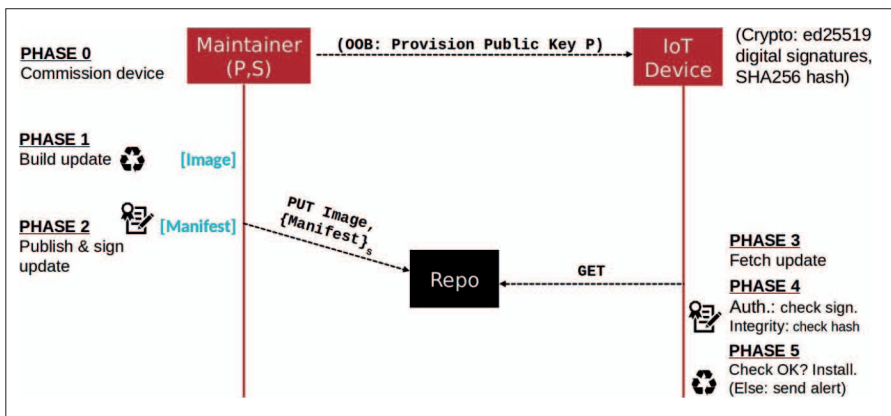 PHASE 0
Commission device
Maintainer
(P,S)
(OOB: Provision Public Key P)
IoT
Device
(Crypto: ed25519
digital signatures,
SHA256 hash)
PHASE 1
Build update
[Image]
PHASE 2
Publish & sign
update
[Manifest]
PUT Image,
{Manifest}s
Repo
GET
PHASE 3
Fetch update
PHASE 4
Auth.: check sign.
Integrity: check hash
PHASE 5
Check OK? Install.
(Else: send alert)